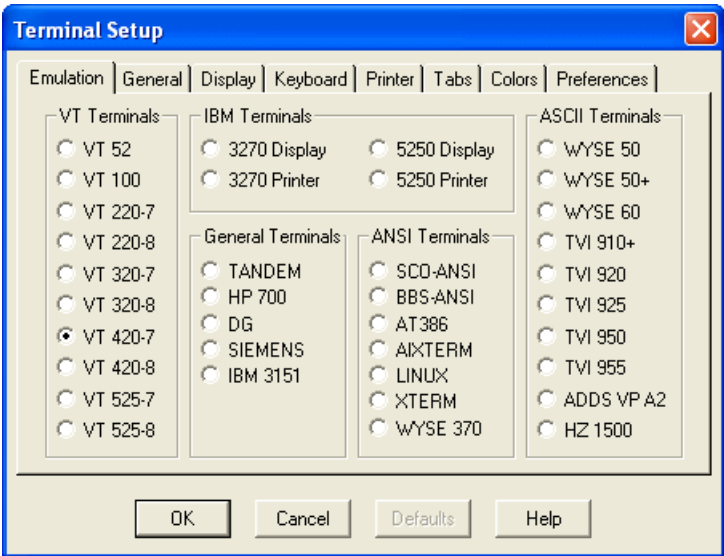 Terminal Setup
Emulation General Display Keyboard Printer Tabs Colors Preferences
VT Terminals
VT 52
VT 100
VT 220-7
VT 220-8
VT 320-7
VT 320-8
VT 420-7
VT 420-8
VT 525-7
VT 525-8
IBM Terminals
3270 Display
5250 Display
3270 Printer
5250 Printer
General Terminals
TANDEM
HP 700
DG
SIEMENS
IBM 3151
ANSI Terminals
SCO-ANSI
BBS-ANSI
AT386
AIXTERM
LINUX
XTERM
WYSE 370
ASCII Terminals
WYSE 50
WYSE 50+
WYSE 60
TVI 910+
TVI 920
TVI 925
TVI 950
TVI 955
ADDS VP A2
HZ 1500
OK Cancel Defaults Help